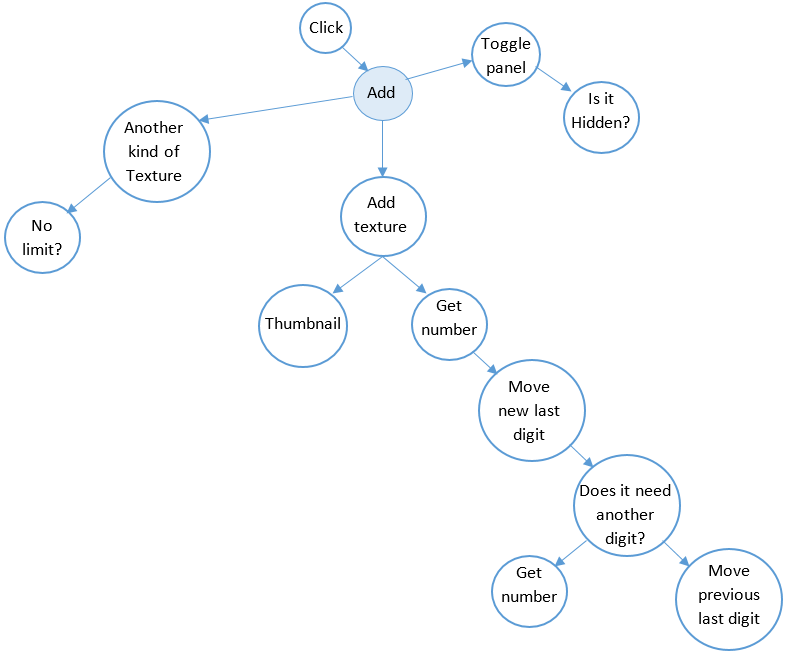 Click
Toggle
panel
Add
Is it
Hidden?
Another
kind of
Texture
Add
texture
No
limit?
Thumbnail
Get
number
Move
new last
digit
Does it need
another
digit?
Get
number
Move
previous
last digit